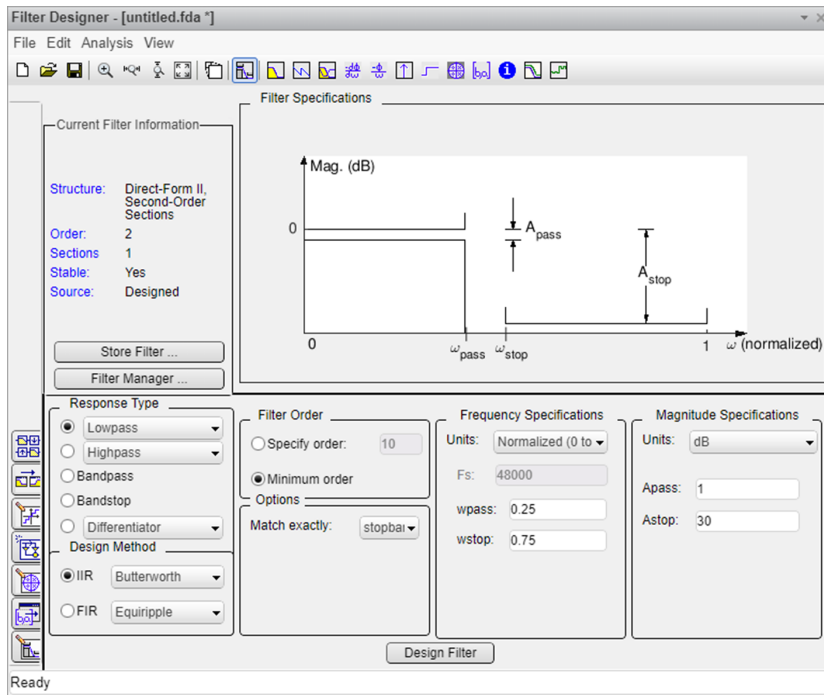 Filter Designer - [untitled.fda *]
File Edit Analysis View
Filter Specifications
Current Filter Information
Structure: Direct-Form II,
Second-Order
Sections
Order: 2
Sections 1
Stable: Yes
Source: Designed
Store Filter ...
Filter Manager ...
Mag. (dB)
0
A pass
A stop
0 ω pass ω stop 1 ω (normalized)
Response Type
Lowpass
Highpass
Bandpass
Bandstop
Differentiator
Design Method
IIR Butterworth
FIR Equiripple
Filter Order
Specify order: 10
Minimum order
Options
Match exactly: stopbai
Frequency Specifications
Units: Normalized (0 to
Fs: 48000
wpass: 0.25
wstop: 0.75
Magnitude Specifications
Units: dB
Apass: 1
Astop: 30
Design Filter
Ready